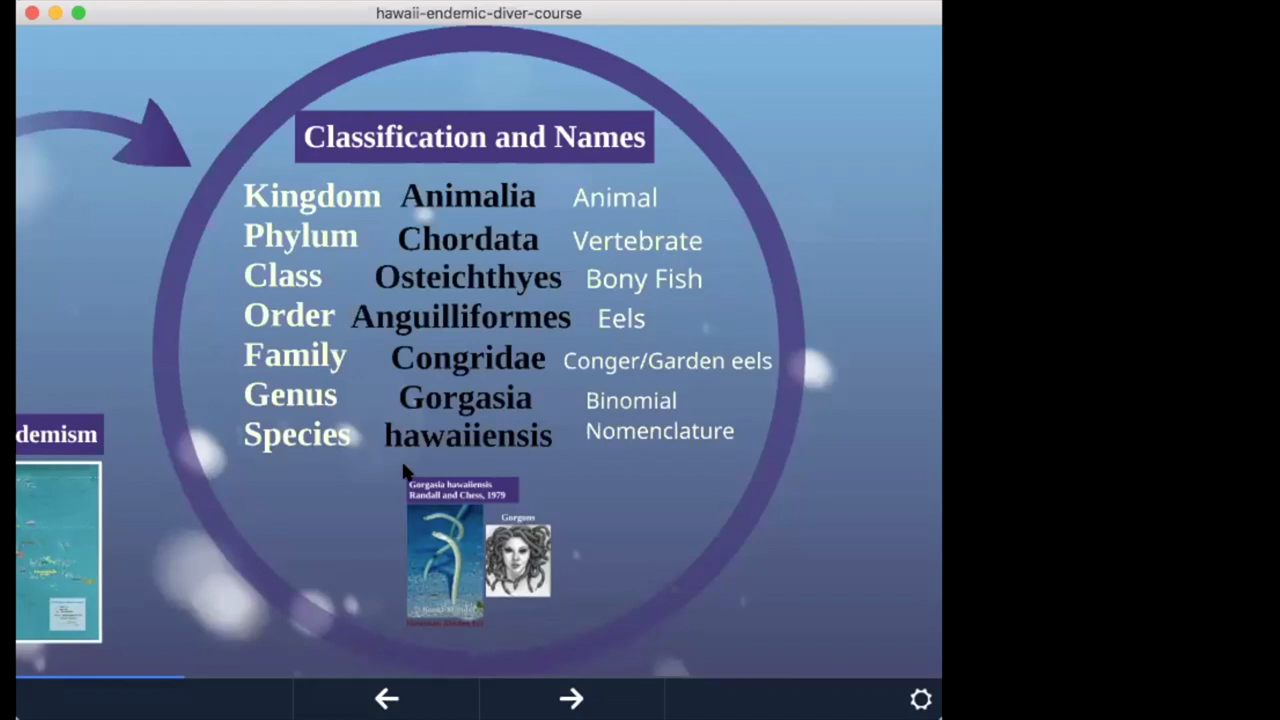 hawaii-endemic-diver-course
Classification and Names
Kingdom Animalia Animal
Phylum Chordata Vertebrate
Class Osteichthyes Bony Fish
Order Anguilliformes Eels
Family Congridae Conger/Garden eels
Genus Gorgasia Binomial
Species hawaiiensis Nomenclature
demism
Gorgasia hawaiiensis
Randall and Chess, 1979
Gorgons